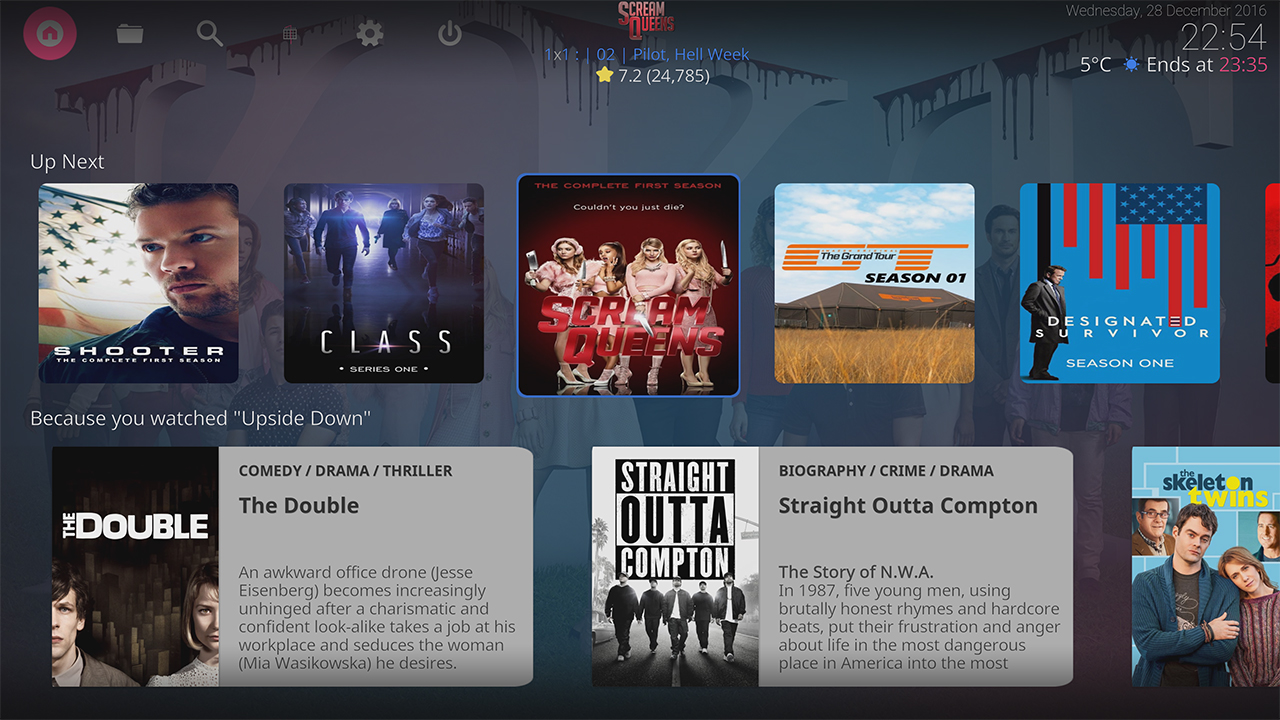 SCREAM
QUEENS
1x1 : | 02 | Pilot, Hell Week
7.2 (24,785)
Wednesday, 28 December 2016
22:54
5°C Ends at 23:35
Up Next
SHOOTER
THE COMPLETE FIRST SEASON
CLASS
• SERIES ONE •
THE COMPLETE FIRST SEASON
Couldn't you just die?
SCREAM
QUEENS
The Grand Tour
SEASON 01
GT
DESIGNATED
SURVIVOR
SEASON ONE
Because you watched "Upside Down"
THE DOUBLE
COMEDY / DRAMA / THRILLER
The Double
An awkward office drone (Jesse
Eisenberg) becomes increasingly
unhinged after a charismatic and
confident look-alike takes a job at his
workplace and seduces the woman
(Mia Wasikowska) he desires.
STRAIGHT
OUTTA
COMPTON
BIOGRAPHY / CRIME / DRAMA
Straight Outta Compton
The Story of N.W.A.
In 1987, five young men, using
brutally honest rhymes and hardcore
beats, put their frustration and anger
about life in the most dangerous
place in America into the most
the
skeleton
twins